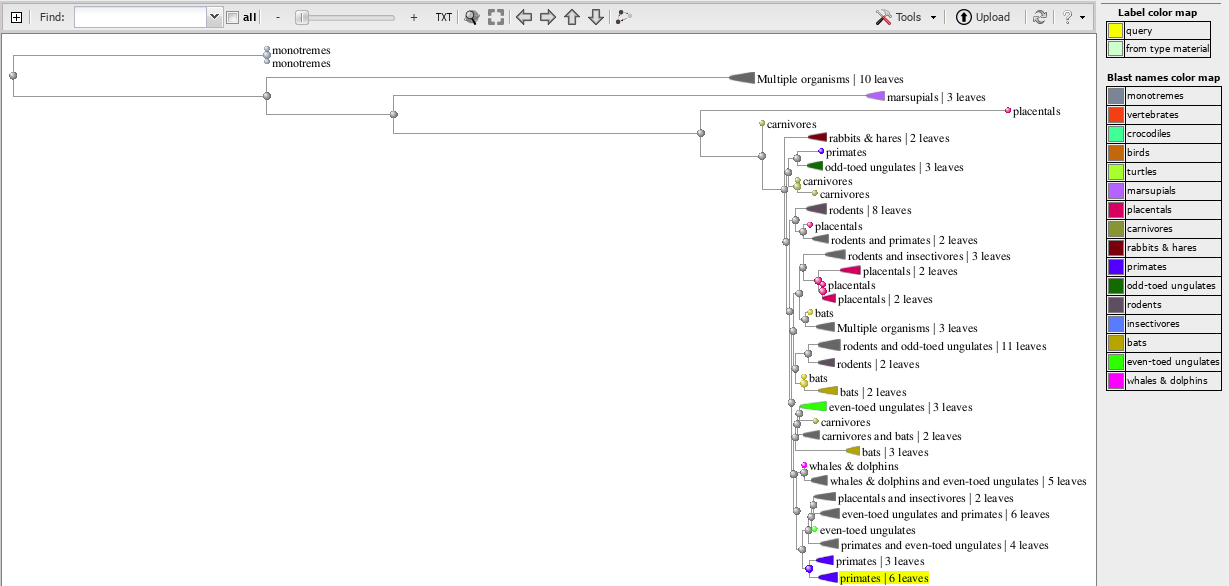 Find: all - + TXT Tools Upload ?
monotremes
monotremes
Multiple organisms | 10 leaves
marsupials | 3 leaves
placentals
carnivores
rabbits & hares | 2 leaves
primates
odd-toed ungulates | 3 leaves
carnivores
carnivores
rodents | 8 leaves
placentals
rodents and primates | 2 leaves
rodents and insectivores | 3 leaves
placentals | 2 leaves
placentals
placentals | 2 leaves
bats
Multiple organisms | 3 leaves
rodents and odd-toed ungulates | 11 leaves
rodents | 2 leaves
bats
bats | 2 leaves
even-toed ungulates | 3 leaves
carnivores
carnivores and bats | 2 leaves
bats | 3 leaves
whales & dolphins
whales & dolphins and even-toed ungulates | 5 leaves
placentals and insectivores | 2 leaves
even-toed ungulates and primates | 6 leaves
even-toed ungulates
primates and even-toed ungulates | 4 leaves
primates | 3 leaves
primates | 6 leaves
Label color map
query
from type material
Blast names color map
monotremes
vertebrates
crocodiles
birds
turtles
marsupials
placentals
carnivores
rabbits & hares
primates
odd-toed ungulates
rodents
insectivores
bats
even-toed ungulates
whales & dolphins